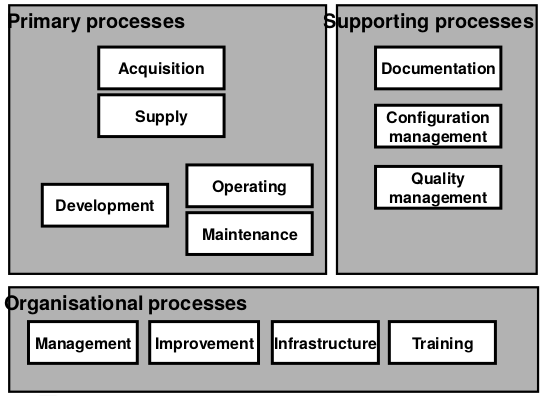 Primary processes
Acquisition
Supply
Development
Operating
Maintenance
Supporting processes
Documentation
Configuration
management
Quality
management
Organisational processes
Management
Improvement
Infrastructure
Training